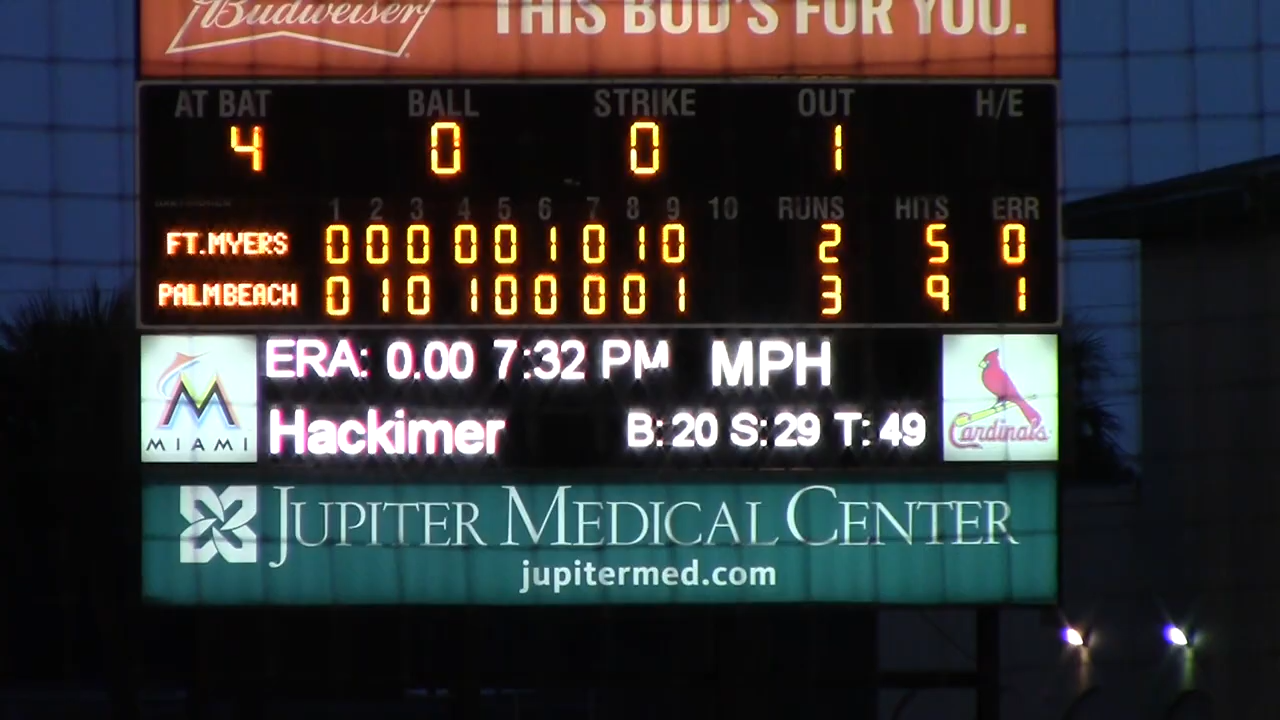 Budweiser THIS BUD'S FOR YOU.
AT BAT BALL STRIKE OUT H/E
4 0 0 1
1 2 3 4 5 6 7 8 9 10 RUNS HITS ERR
FT.MYERS 0 0 0 0 0 1 0 1 0 2 5 0
PALMBEACH 0 1 0 1 0 0 0 0 1 3 9 1
ERA: 0.00 7:32 PM MPH
Hackimer B: 20 S: 29 T: 49
MIAMI
Cardinals
JUPITER MEDICAL CENTER
jupitermed.com